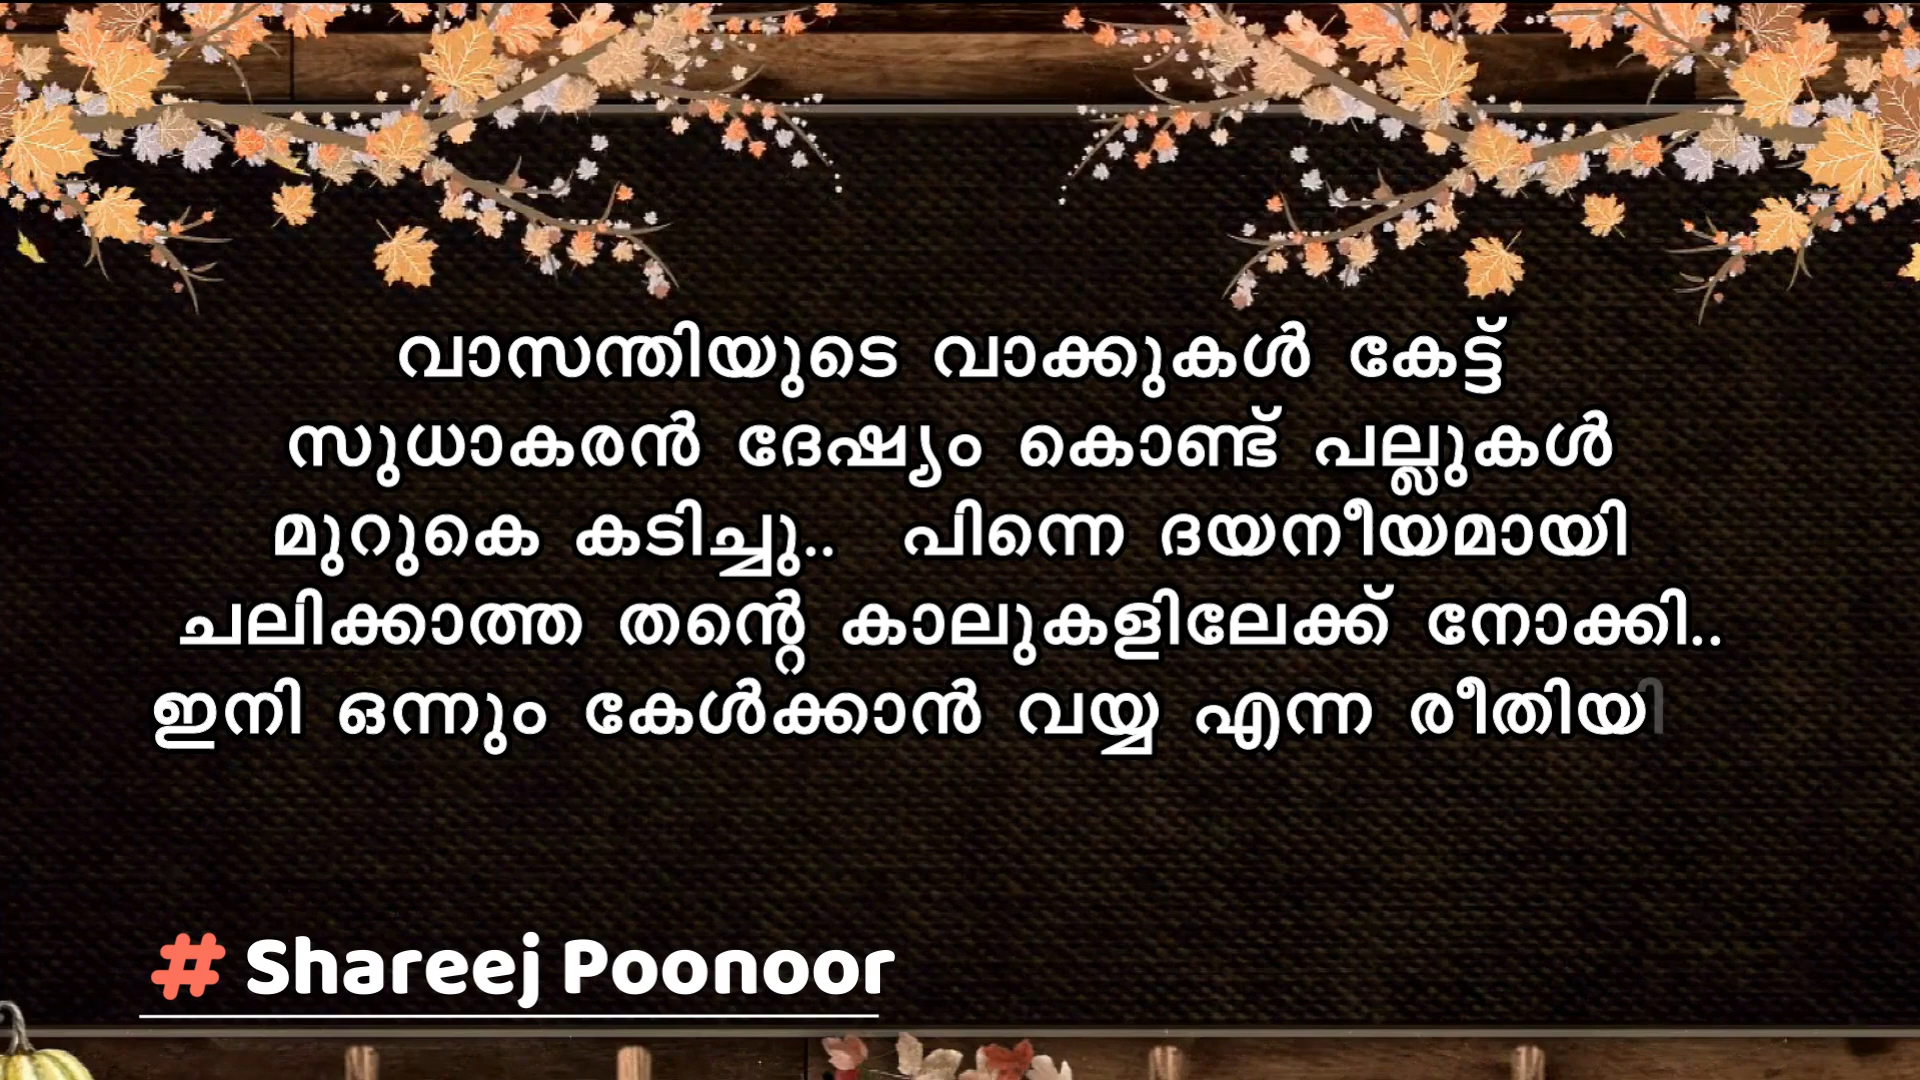 വാസന്തിയുടെ വാക്കുകൾ കേട്ട്
സുധാകരൻ ദേഷ്യം കൊണ്ട് പല്ലുകൾ
മുറുകെ കടിച്ചു.. പിന്നെ ദയനീയമായി
ചലിക്കാത്ത തന്റെ കാലുകളിലേക്ക് നോക്കി..
ഇനി ഒന്നും കേൾക്കാൻ വയ്യ എന്ന രീതിയി
# Shareej Poonoor